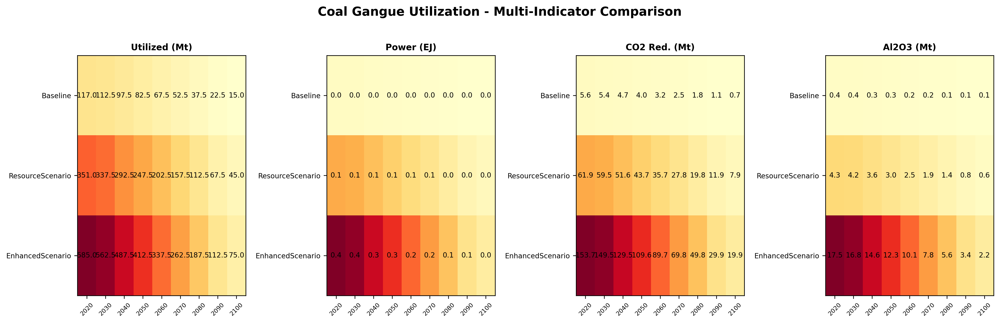 Coal Gangue Utilization - Multi-Indicator Comparison
Utilized (Mt)
Baseline 117.0 112.5 97.5 82.5 67.5 52.5 37.5 22.5 15.0
ResourceScenario 351.0 337.5 292.5 247.5 202.5 157.5 112.5 67.5 45.0
EnhancedScenario 585.0 562.5 487.5 412.5 337.5 262.5 187.5 112.5 75.0
2020 2030 2040 2050 2060 2070 2080 2090 2100
Power (EJ)
Baseline 0.0 0.0 0.0 0.0 0.0 0.0 0.0 0.0 0.0
ResourceScenario 0.1 0.1 0.1 0.1 0.1 0.1 0.0 0.0 0.0
EnhancedScenario 0.4 0.4 0.3 0.3 0.2 0.2 0.1 0.1 0.0
2020 2030 2040 2050 2060 2070 2080 2090 2100
CO2 Red. (Mt)
Baseline 5.6 5.4 4.7 4.0 3.2 2.5 1.8 1.1 0.7
ResourceScenario 61.9 59.5 51.6 43.7 35.7 27.8 19.8 11.9 7.9
EnhancedScenario 153.7 149.5 129.5 109.6 89.7 69.8 49.8 29.9 19.9
2020 2030 2040 2050 2060 2070 2080 2090 2100
Al2O3 (Mt)
Baseline 0.4 0.4 0.3 0.3 0.2 0.2 0.1 0.1 0.1
ResourceScenario 4.3 4.2 3.6 3.0 2.5 1.9 1.4 0.8 0.6
EnhancedScenario 17.5 16.8 14.6 12.3 10.1 7.8 5.6 3.4 2.2
2020 2030 2040 2050 2060 2070 2080 2090 2100